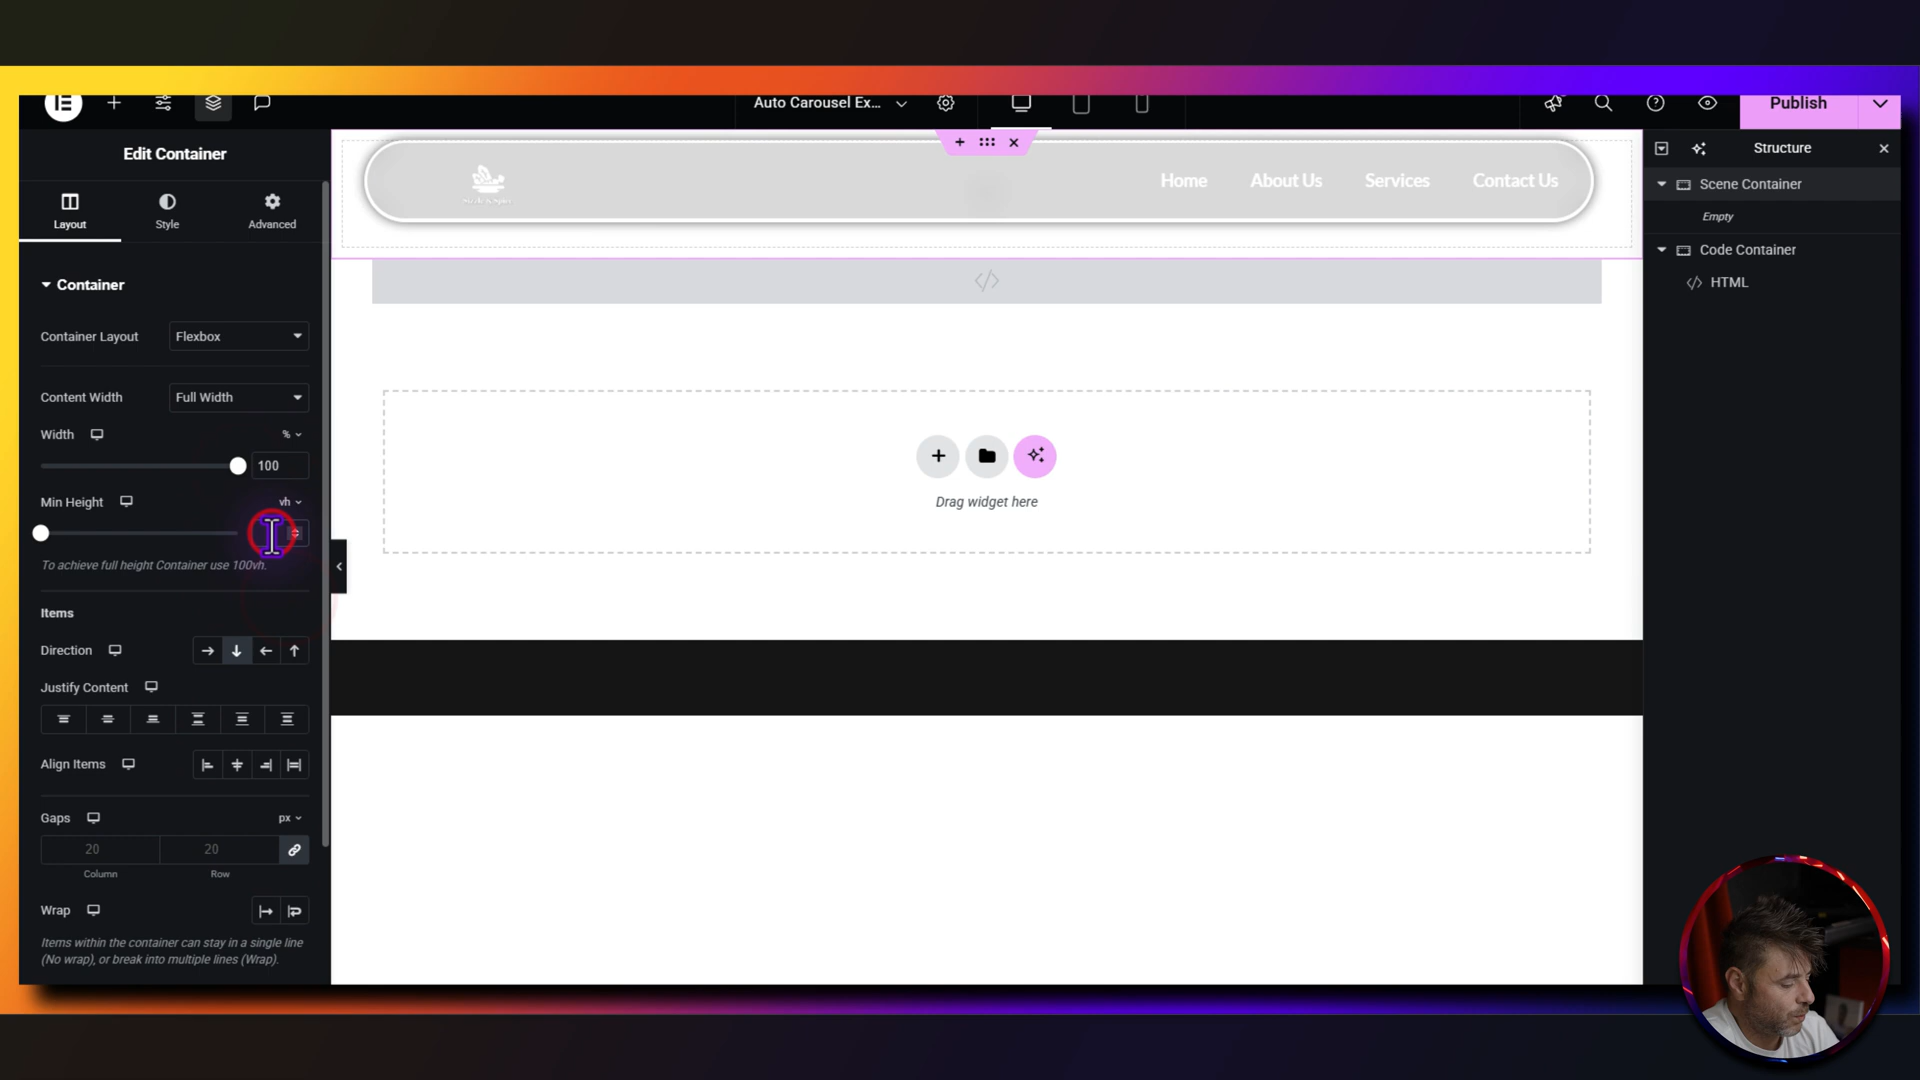 Auto Carousel Ex...
Publish
Edit Container
Layout
Style
Advanced
Container
Container Layout
Flexbox
Content Width
Full Width
Width
%
100
Min Height
vh
To achieve full height Container use 100vh.
Items
Direction
Justify Content
Align Items
Gaps
px
20
20
Column
Row
Wrap
Items within the container can stay in a single line
(No wrap), or break into multiple lines (Wrap).
Home
About Us
Services
Contact Us
Drag widget here
Structure
Scene Container
Empty
Code Container
HTML